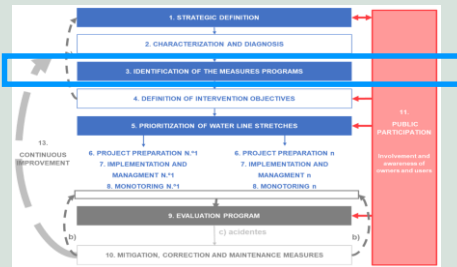 1. STRATEGIC DEFINITION
2. CHARACTERIZATION AND DIAGNOSIS
3. IDENTIFICATION OF THE MEASURES PROGRAMS
4. DEFINITION OF INTERVENTION OBJECTIVES
5. PRIORITIZATION OF WATER LINE STRETCHES
6. PROJECT PREPARATION N.º1
7. IMPLEMENTATION AND
MANAGMENT N.º1
8. MONOTORING N.º1
6. PROJECT PREPARATION n
7. IMPLEMENTATION AND
MANAGMENT n
8. MONOTORING n
9. EVALUATION PROGRAM
b)
c) acidentes
b)
10. MITIGATION, CORRECTION AND MAINTENANCE MEASURES
13.
CONTINUOUS
IMPROVEMENT
11.
PUBLIC
PARTICIPATION
Involvement and
awareness of
owners and users